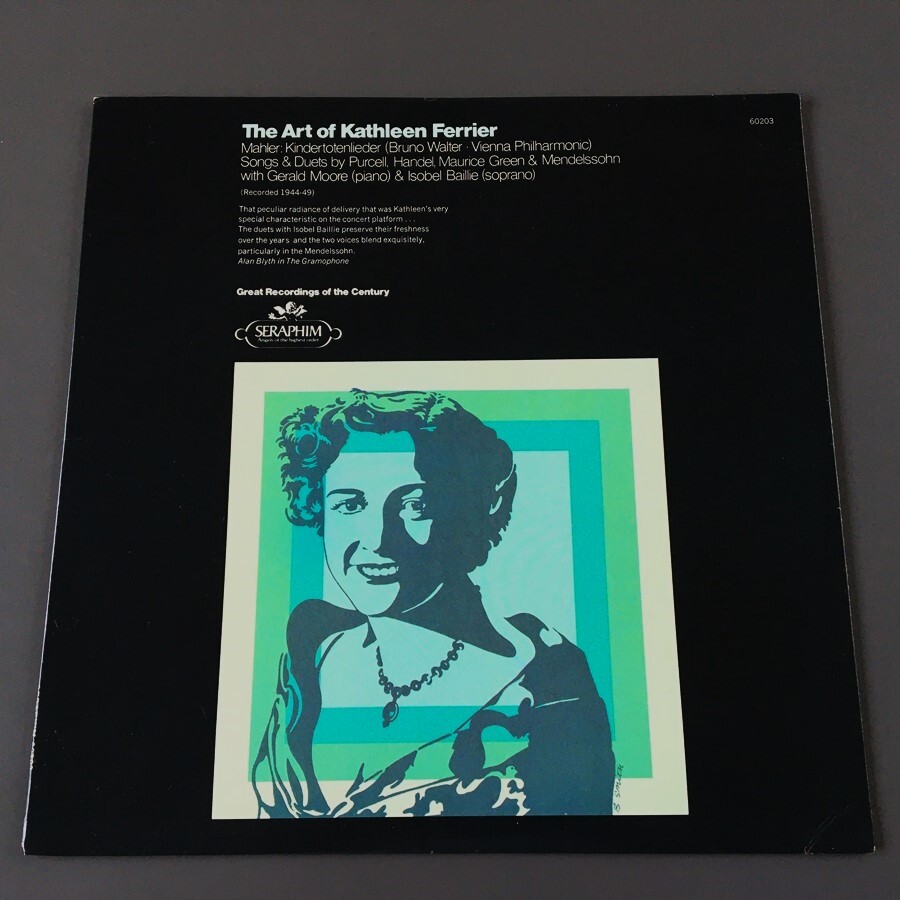 60203
The Art of Kathleen Ferrier
Mahler: Kindertotenlieder (Bruno Walter · Vienna Philharmonic)
Songs & Duets by Purcell, Handel, Maurice Green & Mendelssohn
with Gerald Moore (piano) & Isobel Baillie (soprano)
(Recorded 1944-49)
That peculiar radiance of delivery that was Kathleen's very
special characteristic on the concert platform . . .
The duets with Isobel Baillie preserve their freshness
over the years and the two voices blend exquisitely,
particularly in the Mendelssohn.
Alan Blyth in The Gramophone
Great Recordings of the Century
SERAPHIM
Angels of the highest order